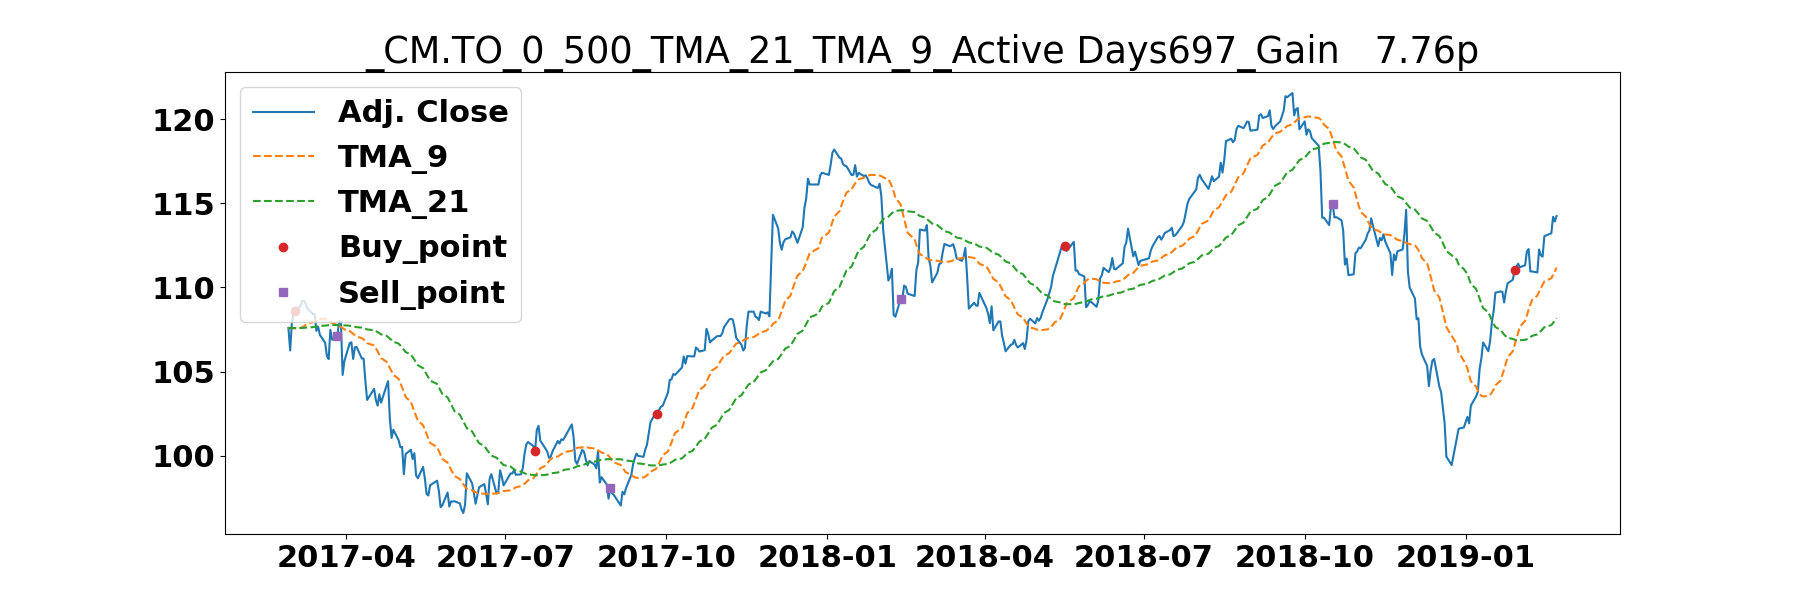 _CM.TO_0_500_TMA_21_TMA_9_Active Days697_Gain   7.76p
Adj. Close
TMA_9
TMA_21
Buy_point
Sell_point
120
115
110
105
100
2017-04 2017-07 2017-10 2018-01 2018-04 2018-07 2018-10 2019-01